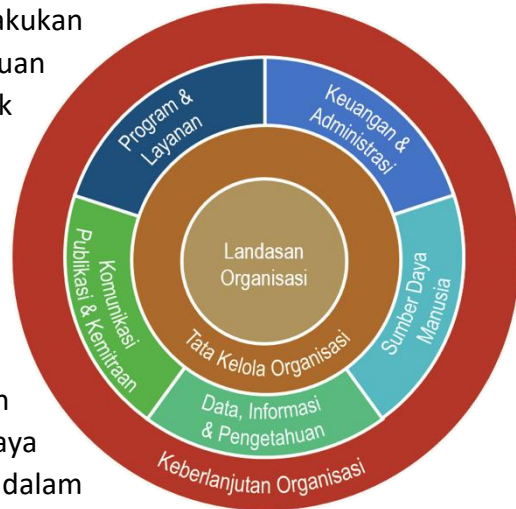 akukan
uan
k
Program &
Layanan
Keuangan &
Administrasi
Landasan
Organisasi
Komunikasi
Publikasi & Kemitraan
Sumber Daya
Manusia
Tata Kelola Organisasi
Data, Informasi
& Pengetahuan
n
aya
dalam
Keberlanjutan Organisasi